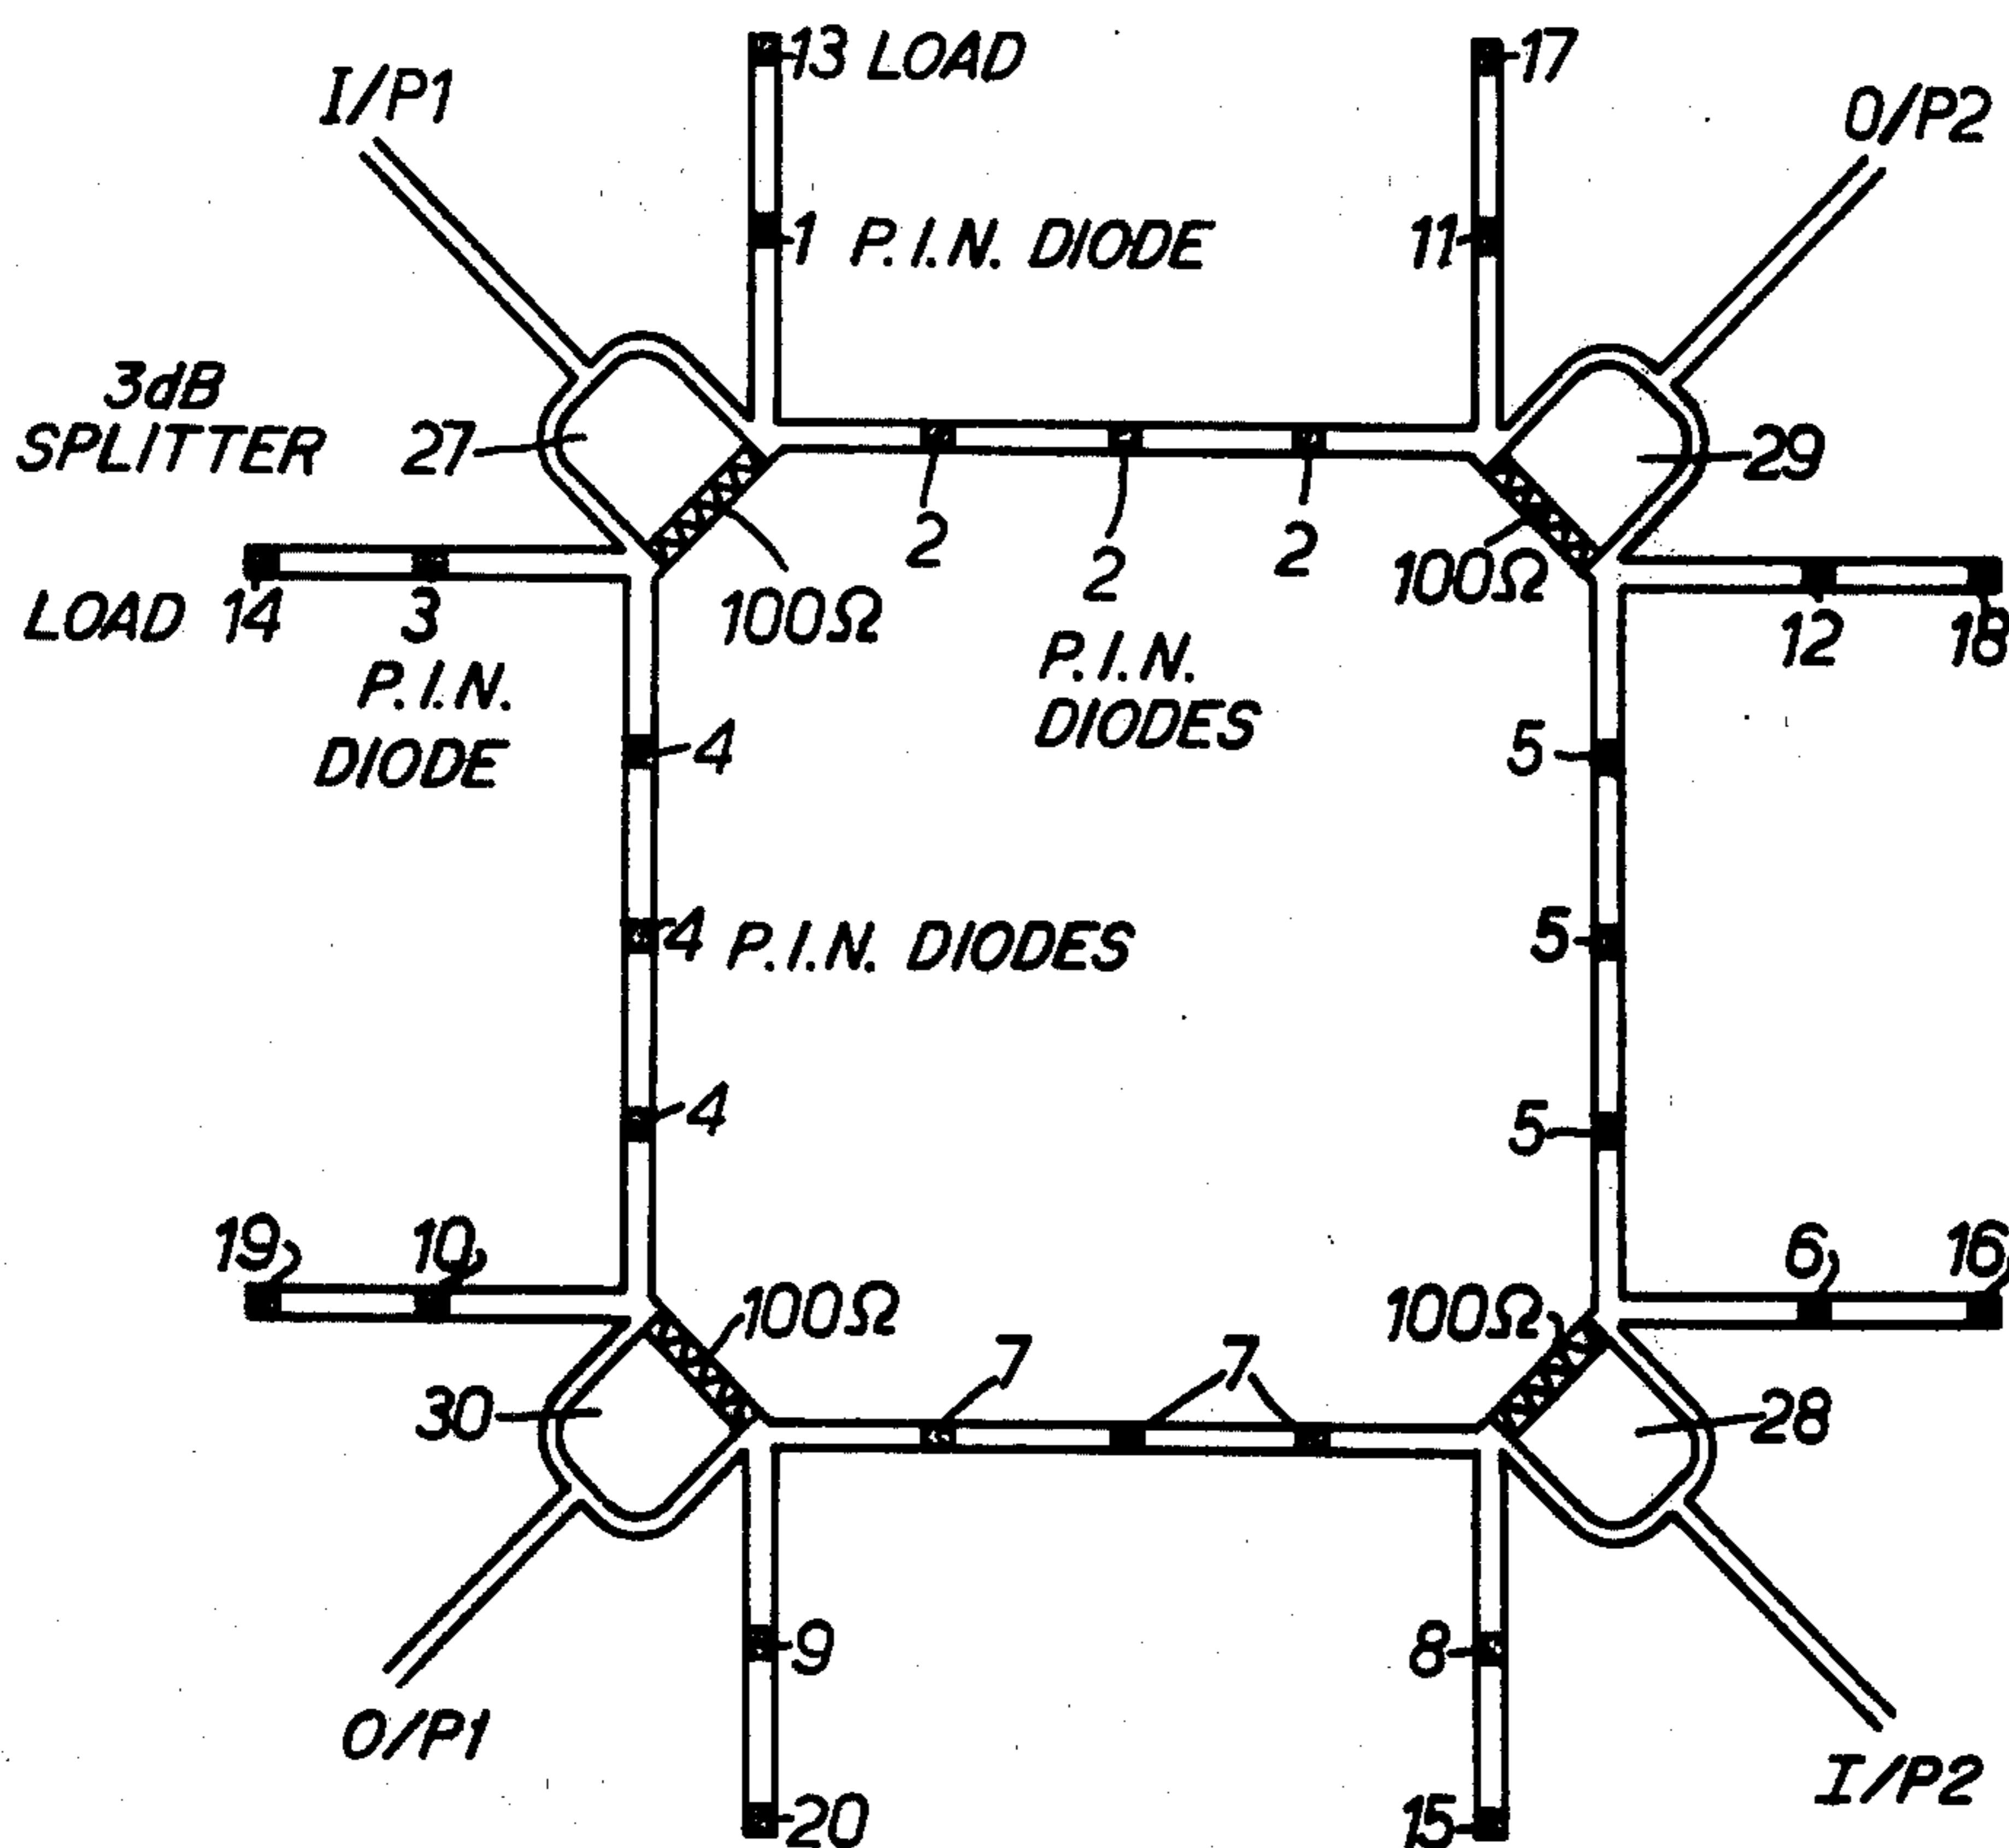 13 LOAD
17
I/P1
O/P2
1 P.I.N. DIODE
11
3dB
SPLITTER
27
29
2
2
2
100Ω
100Ω
LOAD 14
3
12
18
P.I.N.
DIODE
P.I.N.
DIODES
4
5
4 P.I.N. DIODES
5
4
5
19
10
6
16
100Ω
100Ω
7
7
30
28
9
8
O/P1
I/P2
20
15